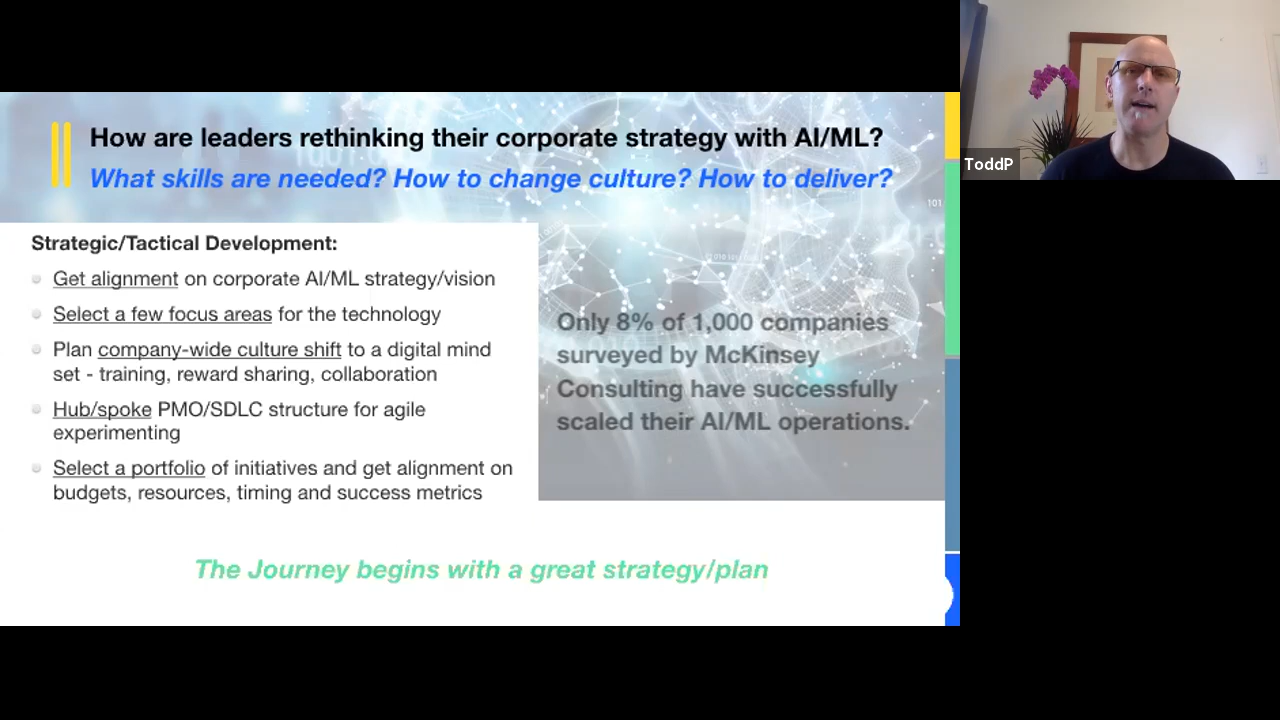 How are leaders rethinking their corporate strategy with AI/ML?
What skills are needed? How to change culture? How to deliver?
Strategic/Tactical Development:
Get alignment on corporate AI/ML strategy/vision
Select a few focus areas for the technology
Plan company-wide culture shift to a digital mind
set - training, reward sharing, collaboration
Hub/spoke PMO/SDLC structure for agile
experimenting
Select a portfolio of initiatives and get alignment on
budgets, resources, timing and success metrics
Only 8% of 1,000 companies
surveyed by McKinsey
Consulting have successfully
scaled their AI/ML operations.
The Journey begins with a great strategy/plan
ToddP